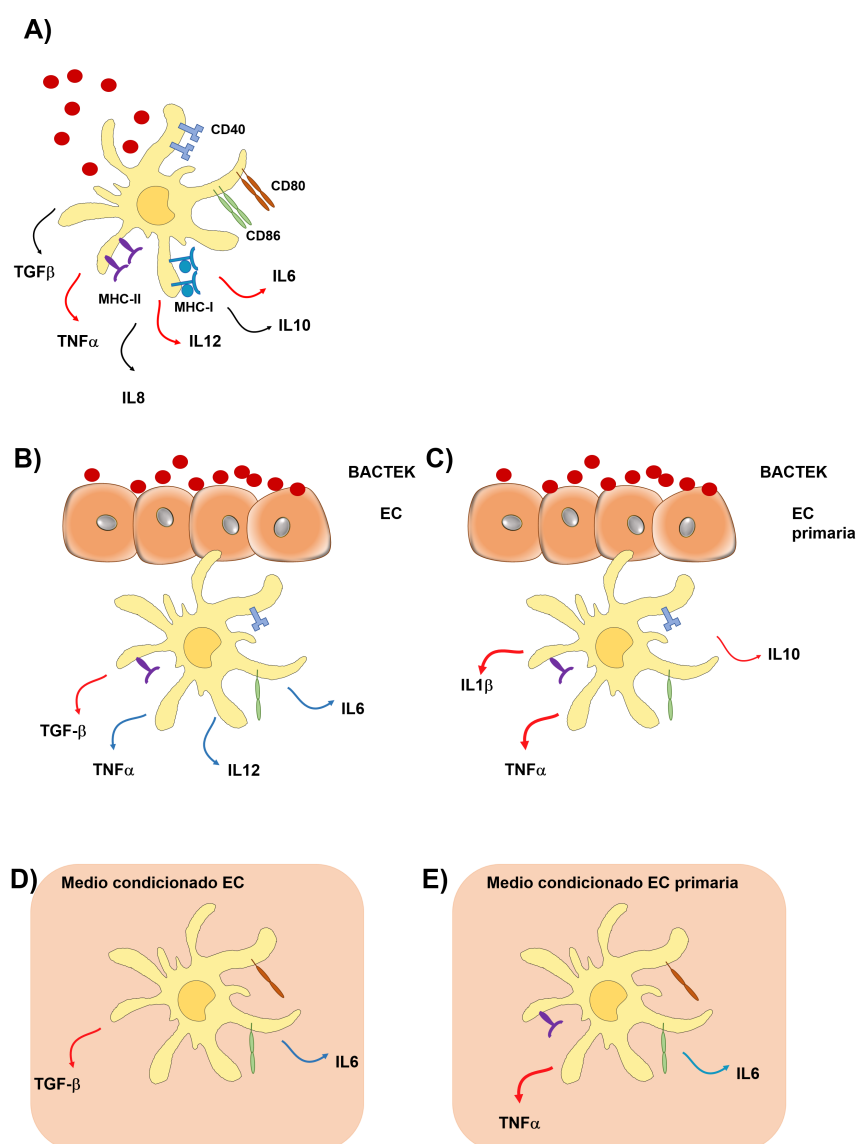 A)
CD40
CD80
CD86
TGFβ
MHC-II
MHC-I
IL6
IL10
TNFα
IL12
IL8
B)
BACTEK
EC
IL6
TGF-β
TNFα
IL12
C)
BACTEK
EC
primaria
IL10
IL1β
TNFα
D)
Medio condicionado EC
IL6
TGF-β
E)
Medio condicionado EC primaria
IL6
TNFα